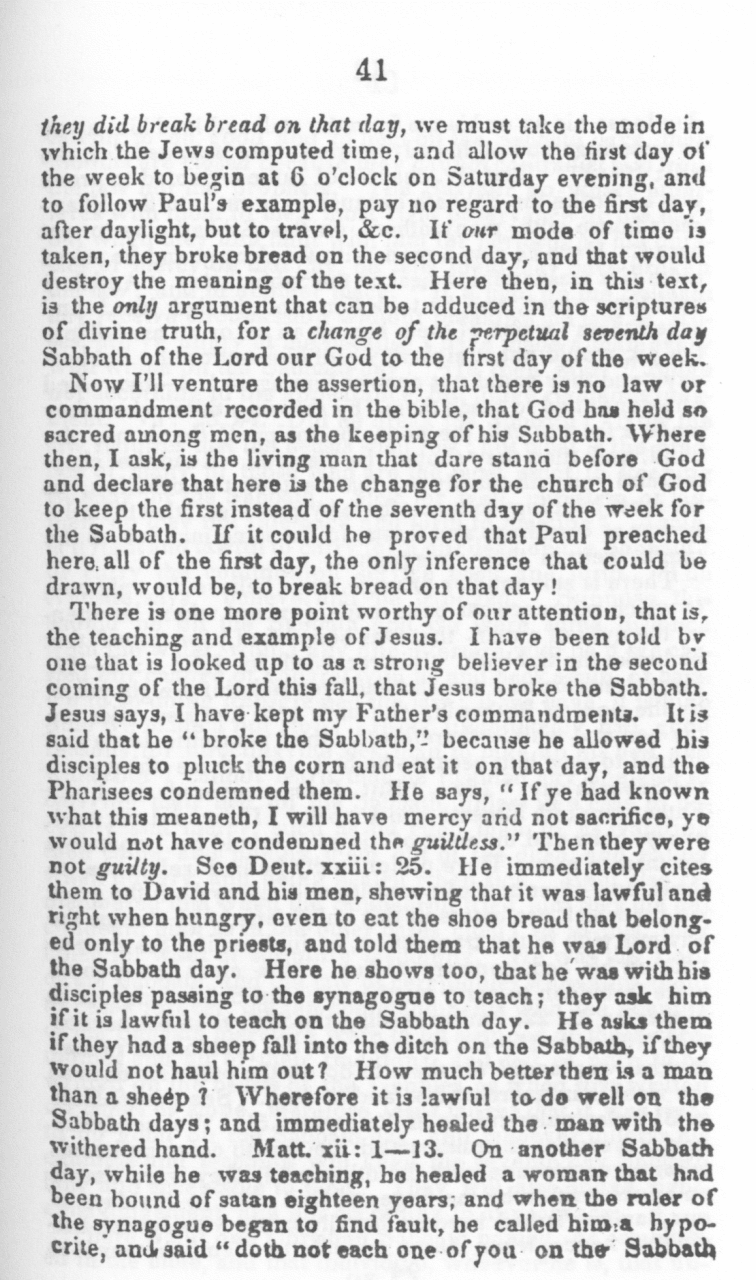 41
they did break bread on that day, we must take the mode in
which the Jews computed time, and allow the first day of
the week to begin at 6 o'clock on Saturday evening, and
to follow Paul's example, pay no regard to the first day,
after daylight, but to travel, &c. If our mode of time is
taken, they broke bread on the second day, and that would
destroy the meaning of the text. Here then, in this text,
is the only argument that can be adduced in the scriptures
of divine truth, for a change of the perpetual seventh day
Sabbath of the Lord our God to the first day of the week.
Now I'll venture the assertion, that there is no law or
commandment recorded in the bible, that God has held so
sacred among men, as the keeping of his Sabbath. Where
then, I ask, is the living man that dare stand before God
and declare that here is the change for the church of God
to keep the first instead of the seventh day of the week for
the Sabbath. If it could be proved that Paul preached
here, all of the first day, the only inference that could be
drawn, would be, to break bread on that day!
There is one more point worthy of our attention, that is,
the teaching and example of Jesus. I have been told by
one that is looked up to as a strong believer in the second
coming of the Lord this fall, that Jesus broke the Sabbath.
Jesus says, I have kept my Father's commandments. It is
said that he "broke the Sabbath," because he allowed his
disciples to pluck the corn and eat it on that day, and the
Pharisees condemned them. He says, "If ye had known
what this meaneth, I will have mercy and not sacrifice, ye
would not have condemned the guiltless." Then they were
not guilty. See Deut. xxiii: 25. He immediately cites
them to David and his men, shewing that it was lawful and
right when hungry, even to eat the shoe bread that belong-
ed only to the priests, and told them that he was Lord of
the Sabbath day. Here he shows too, that he was with his
disciples passing to the synagogue to teach; they ask him
if it is lawful to teach on the Sabbath day. He asks them
if they had a sheep fall into the ditch on the Sabbath, if they
would not haul him out? How much better then is a man
than a sheep? Wherefore it is lawful to do well on the
Sabbath days; and immediately healed the man with the
withered hand. Matt. xii: 1—13. On another Sabbath
day, while he was teaching, he healed a woman that had
been bound of satan eighteen years; and when the ruler of
the synagogue began to find fault, he called him a hypo-
crite, and said "doth not each one of you on the Sabbath